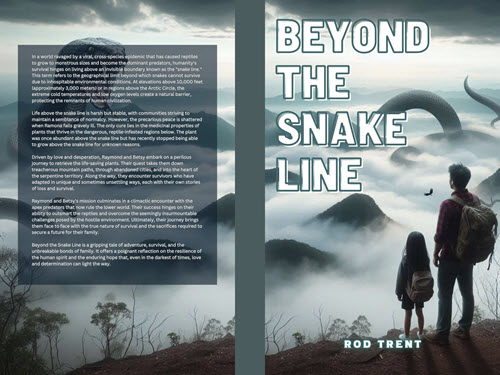 In a world ravaged by a viral, cross-species epidemic that has caused reptiles
to grow to monstrous sizes and become the dominant predators, humanity's
survival hinges on living above an invisible boundary known as the "snake line."
This term refers to the geographical limit beyond which snakes cannot survive
due to inhospitable environmental conditions. At elevations above 10,000 feet
(approximately 3,000 meters) or in regions above the Arctic Circle, the
extreme cold temperatures and low oxygen levels create a natural barrier,
protecting the remnants of human civilization.
Life above the snake line is harsh but stable, with communities striving to
maintain a semblance of normalcy. However, the precarious peace is shattered
when Ramona falls gravely ill. The only cure lies in the medicinal properties of
plants that thrive in the dangerous, reptile-infested regions below. The plant
was once abundant above the snake line but has recently stopped being able
to grow above the snake line for unknown reasons.
Driven by love and desperation, Raymond and Betsy embark on a perilous
journey to retrieve the life-saving plants. Their quest takes them down
treacherous mountain paths, through abandoned cities, and into the heart of
the serpentine territory. Along the way, they encounter survivors who have
adapted in unique and sometimes unsettling ways, each with their own stories
of loss and survival.
Raymond and Betsy's mission culminates in a climactic encounter with the
apex predators that now rule the lower world. Their success hinges on their
ability to outsmart the reptiles and overcome the seemingly insurmountable
challenges posed by the hostile environment. Ultimately, their journey brings
them face to face with the true nature of survival and the sacrifices required to
secure a future for their family.
Beyond the Snake Line is a gripping tale of adventure, survival, and the
unbreakable bonds of family. It offers a poignant reflection on the resilience of
the human spirit and the enduring hope that, even in the darkest of times, love
and determination can light the way.
BEYOND
THE
SNAKE
LINE
ROD TRENT